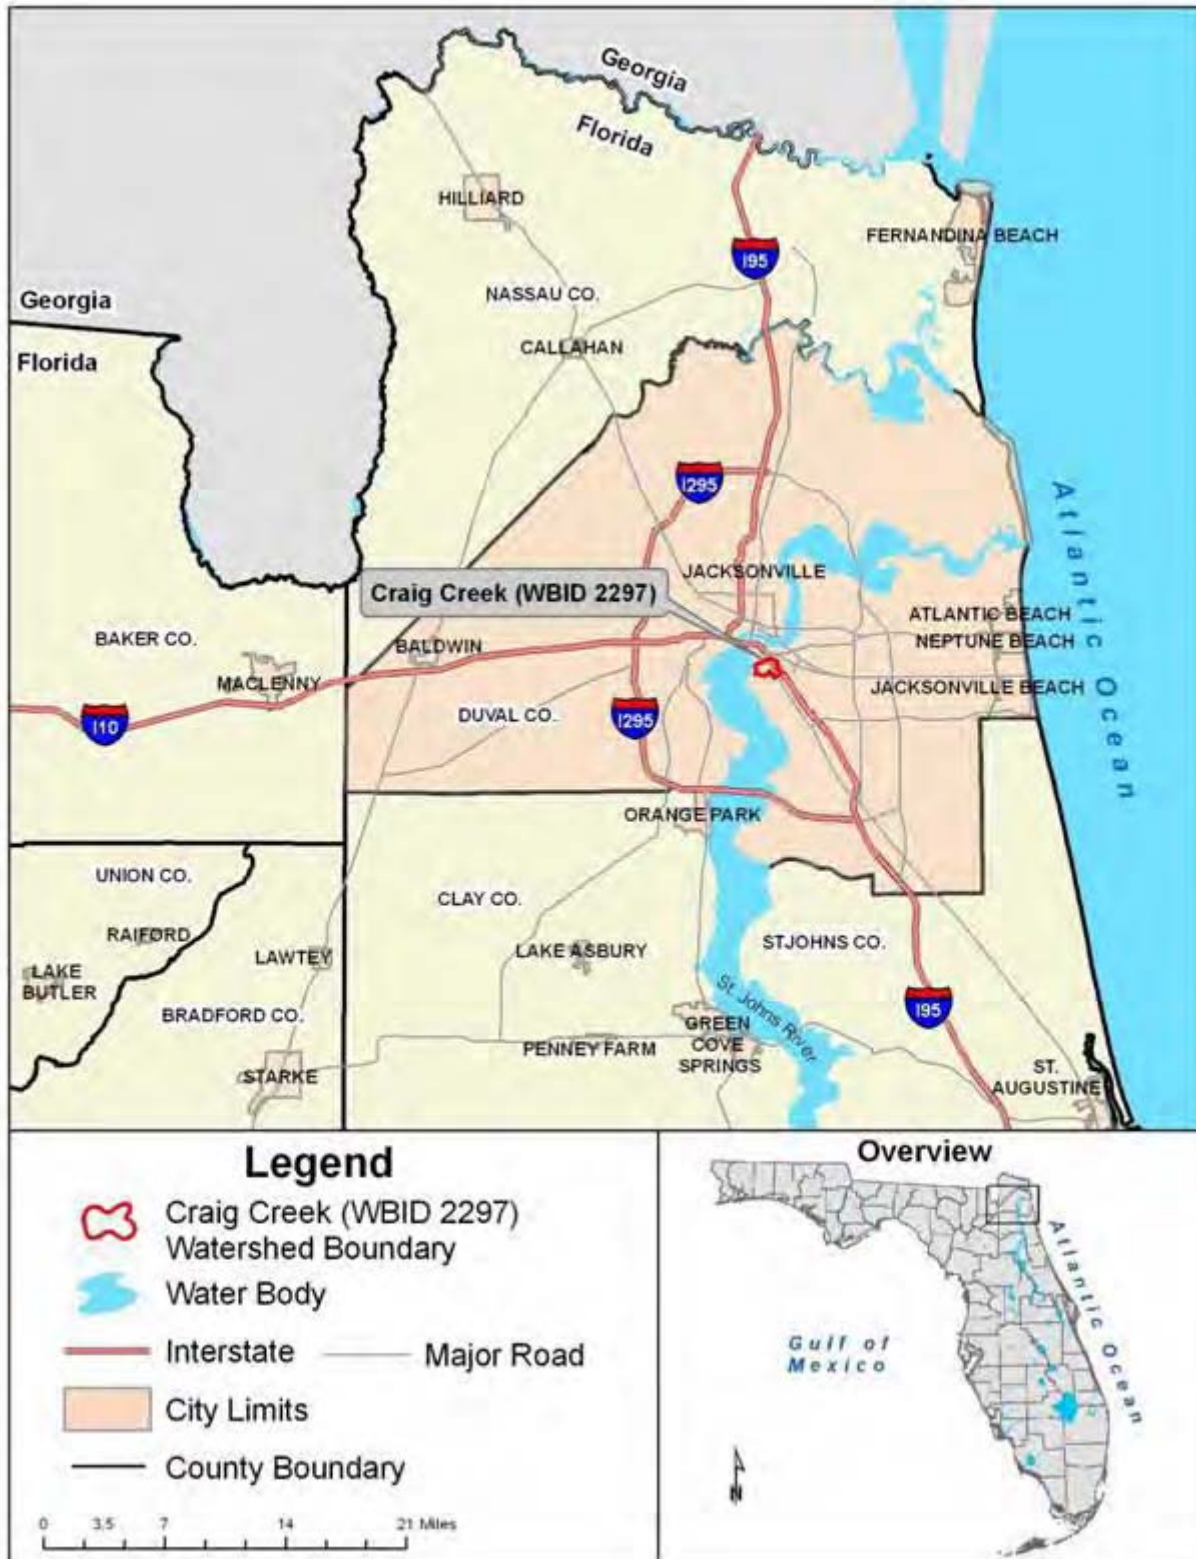 Georgia
Florida
HILLIARD
FERNANDINA BEACH
I95
NASSAU CO.
Georgia
CALLAHAN
Florida
I295
Atlantic Ocean
JACKSONVILLE
Craig Creek (WBID 2297)
ATLANTIC BEACH
BAKER CO.
BALDWIN
NEPTUNE BEACH
MACLENNY
JACKSONVILLE BEACH
DUVAL CO.
I10
I295
ORANGE PARK
UNION CO.
CLAY CO.
RAIFORD
STJOHNS CO.
LAWTEY
LAKE ASBURY
LAKE
BUTLER
St. Johns River
I95
BRADFORD CO.
GREEN
COVE
SPRINGS
PENNEY FARM
STARKE
ST.
AUGUSTINE
Legend
Craig Creek (WBID 2297)
Watershed Boundary
Water Body
Interstate
Major Road
City Limits
County Boundary
0 3.5 7 14 21 Miles
Overview
Atlantic Ocean
Gulf of
Mexico
N